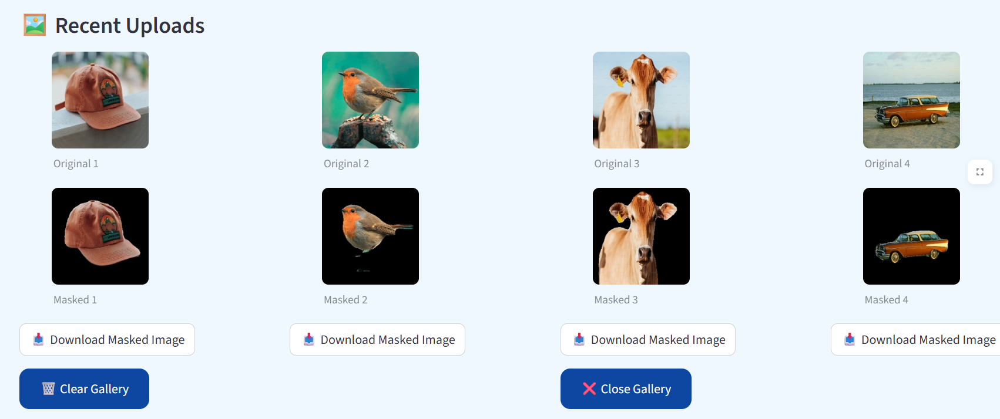 Recent Uploads
Original 1
Original 2
Original 3
Original 4
Masked 1
Masked 2
Masked 3
Masked 4
Download Masked Image
Download Masked Image
Download Masked Image
Download Masked Image
Clear Gallery
Close Gallery